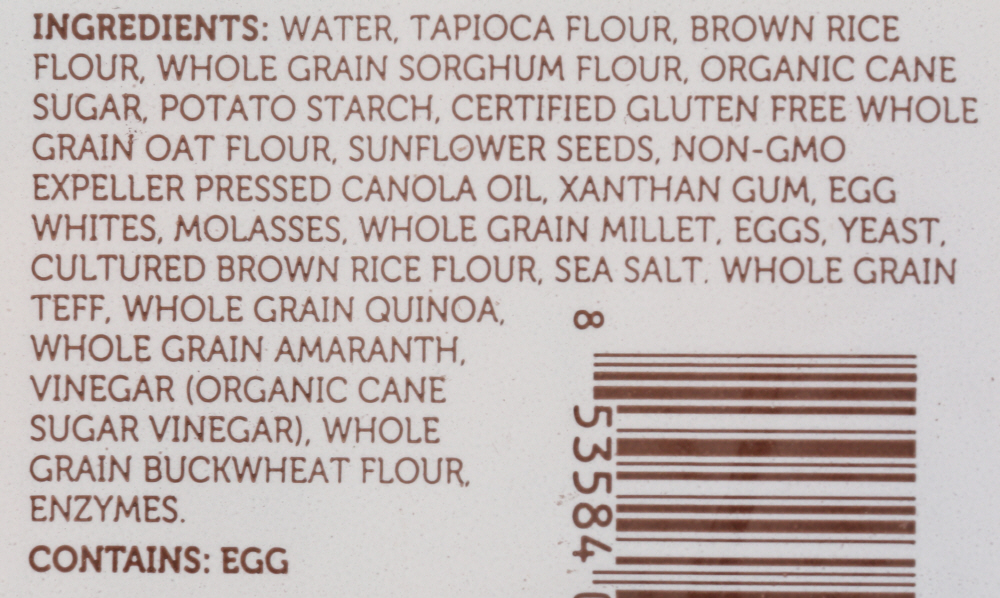 INGREDIENTS: WATER, TAPIOCA FLOUR, BROWN RICE
FLOUR, WHOLE GRAIN SORGHUM FLOUR, ORGANIC CANE
SUGAR, POTATO STARCH, CERTIFIED GLUTEN FREE WHOLE
GRAIN OAT FLOUR, SUNFLOWER SEEDS, NON-GMO
EXPELLER PRESSED CANOLA OIL, XANTHAN GUM, EGG
WHITES, MOLASSES, WHOLE GRAIN MILLET, EGGS, YEAST,
CULTURED BROWN RICE FLOUR, SEA SALT. WHOLE GRAIN
TEFF, WHOLE GRAIN QUINOA,
WHOLE GRAIN AMARANTH,
VINEGAR (ORGANIC CANE
SUGAR VINEGAR), WHOLE
GRAIN BUCKWHEAT FLOUR,
ENZYMES.
CONTAINS: EGG
8 53584